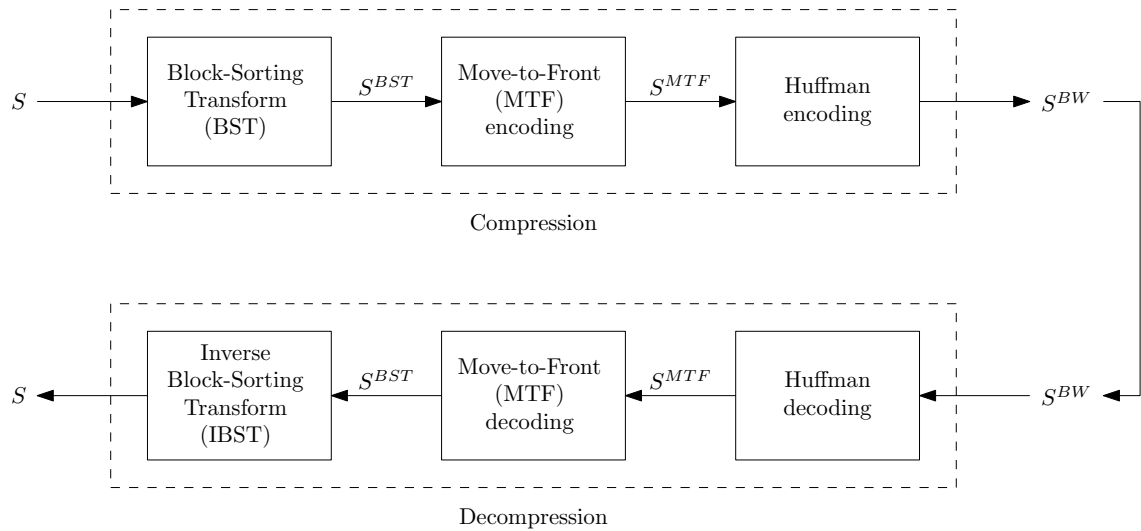 Block-Sorting
Transform
(BST)
Move-to-Front
(MTF)
encoding
Huffman
encoding
S
S^{BST}
S^{MTF}
S^{BW}
Compression
Inverse
Block-Sorting
Transform
(IBST)
Move-to-Front
(MTF)
decoding
Huffman
decoding
S
S^{BST}
S^{MTF}
S^{BW}
Decompression